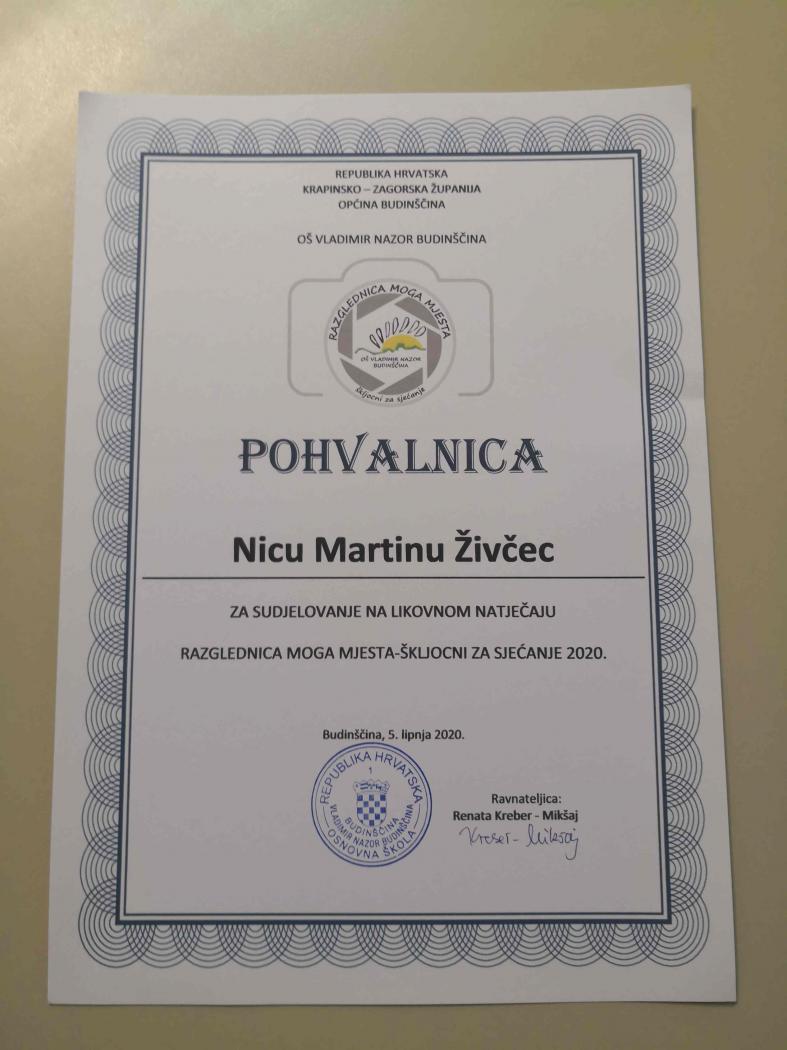 REPUBLIKA HRVATSKA
KRAPINSKO – ZAGORSKA ŽUPANIJA
OPĆINA BUDINŠČINA
OŠ VLADIMIR NAZOR BUDINŠČINA
RAZGLEDNICA MOGA MJESTA
OŠ VLADIMIR NAZOR
BUDINŠČINA
škljocni za sjećanje
POHVALNICA
Nicu Martinu Živčec
ZA SUDJELOVANJE NA LIKOVNOM NATJEČAJU
RAZGLEDNICA MOGA MJESTA-ŠKLJOCNI ZA SJEĆANJE 2020.
Budinščina, 5. lipnja 2020.
REPUBLIKA HRVATSKA
1
BUDINŠČINA
VLADIMIR NAZOR BUDINŠČINA
OSNOVNA ŠKOLA
Ravnateljica:
Renata Kreber - Mikšaj
Kreber - Mikšaj